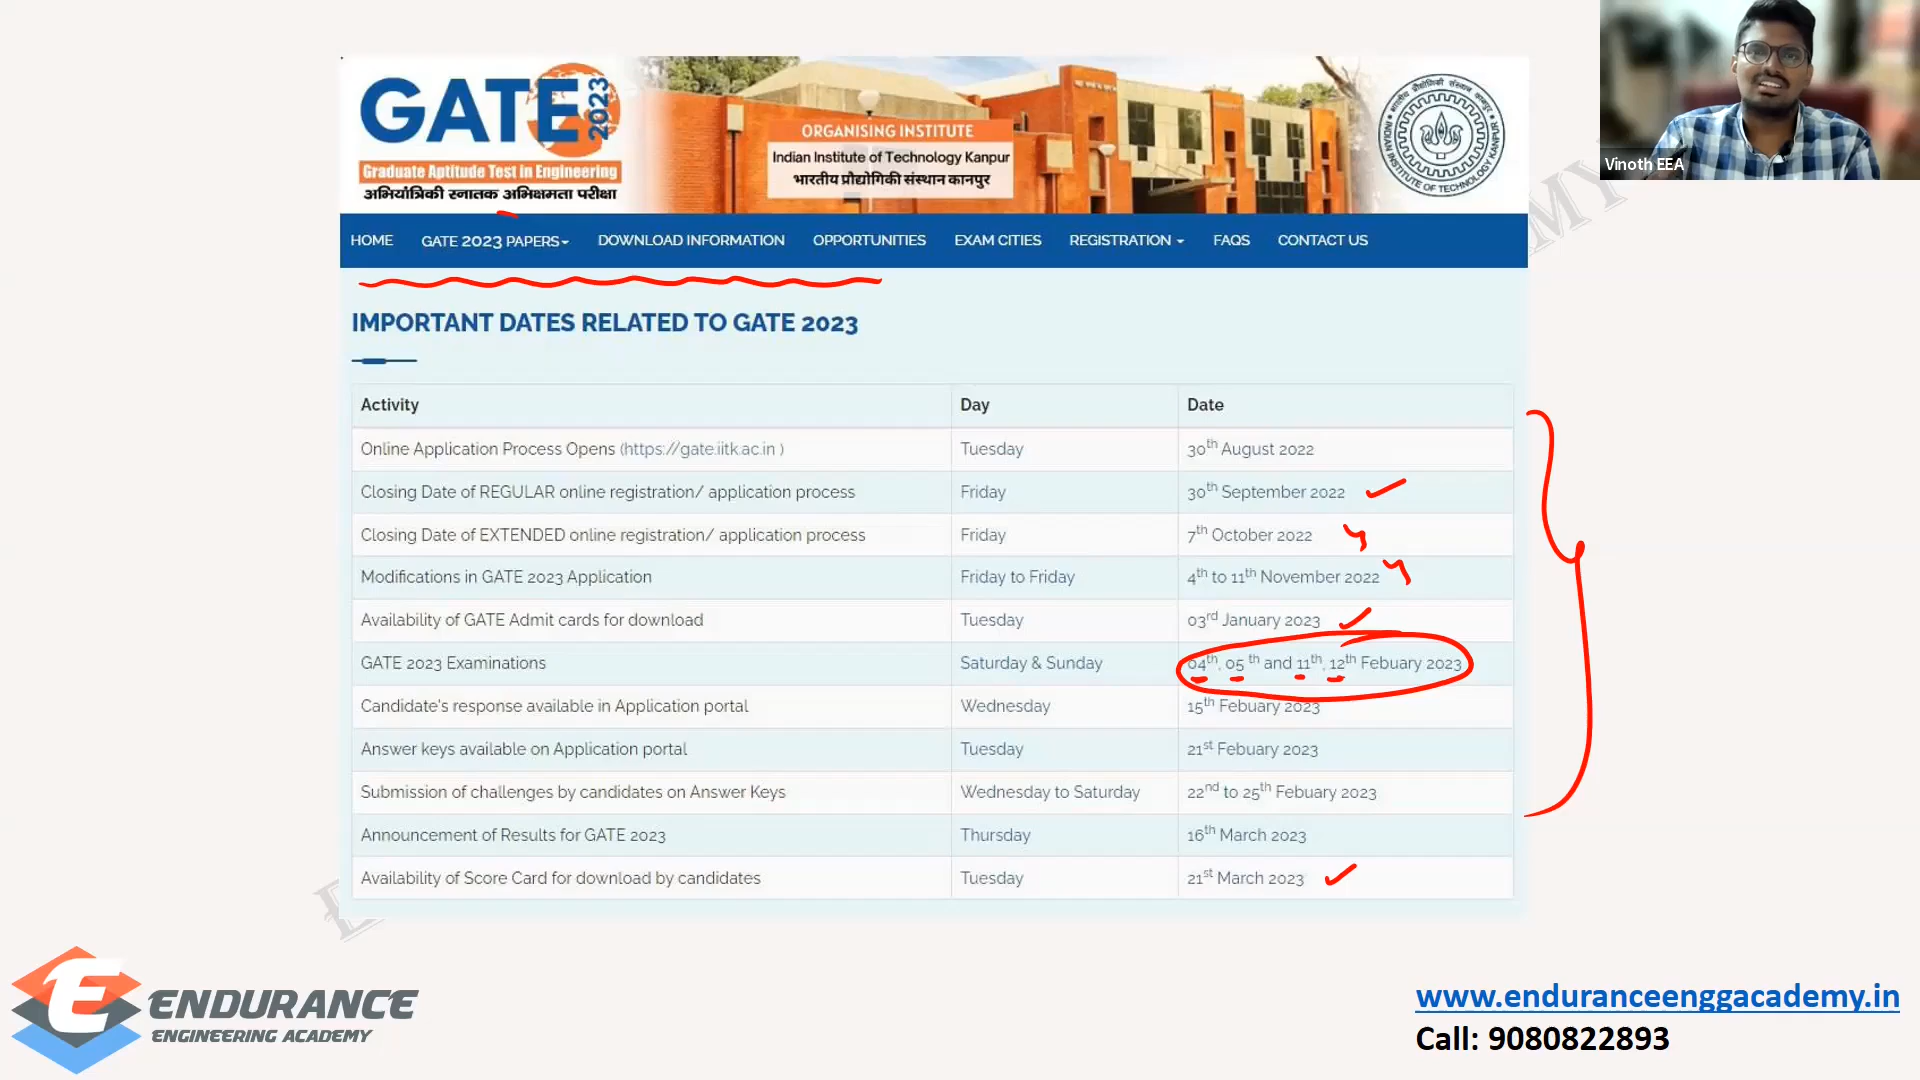 GATE 2023
Graduate Aptitude Test in Engineering
अभियांत्रिकी स्नातक अभिक्षमता परीक्षा
ORGANISING INSTITUTE
Indian Institute of Technology Kanpur
भारतीय प्रौद्योगिकी संस्थान कानपुर
भारतीय प्रौद्योगिकी संस्थान कानपुर
INDIAN INSTITUTE OF TECHNOLOGY KANPUR
Vinoth EEA
HOME GATE 2023 PAPERS DOWNLOAD INFORMATION OPPORTUNITIES EXAM CITIES REGISTRATION FAQS CONTACT US
IMPORTANT DATES RELATED TO GATE 2023
Activity Day Date
Online Application Process Opens (https://gate.iitk.ac.in ) Tuesday 30th August 2022
Closing Date of REGULAR online registration/ application process Friday 30th September 2022
Closing Date of EXTENDED online registration/ application process Friday 7th October 2022
Modifications in GATE 2023 Application Friday to Friday 4th to 11th November 2022
Availability of GATE Admit cards for download Tuesday 03rd January 2023
GATE 2023 Examinations Saturday & Sunday 04th, 05 th and 11th, 12th Febuary 2023
Candidate's response available in Application portal Wednesday 15th Febuary 2023
Answer keys available on Application portal Tuesday 21st Febuary 2023
Submission of challenges by candidates on Answer Keys Wednesday to Saturday 22nd to 25th Febuary 2023
Announcement of Results for GATE 2023 Thursday 16th March 2023
Availability of Score Card for download by candidates Tuesday 21st March 2023
ENDURANCE
ENGINEERING ACADEMY
www.enduranceenggacademy.in
Call: 9080822893